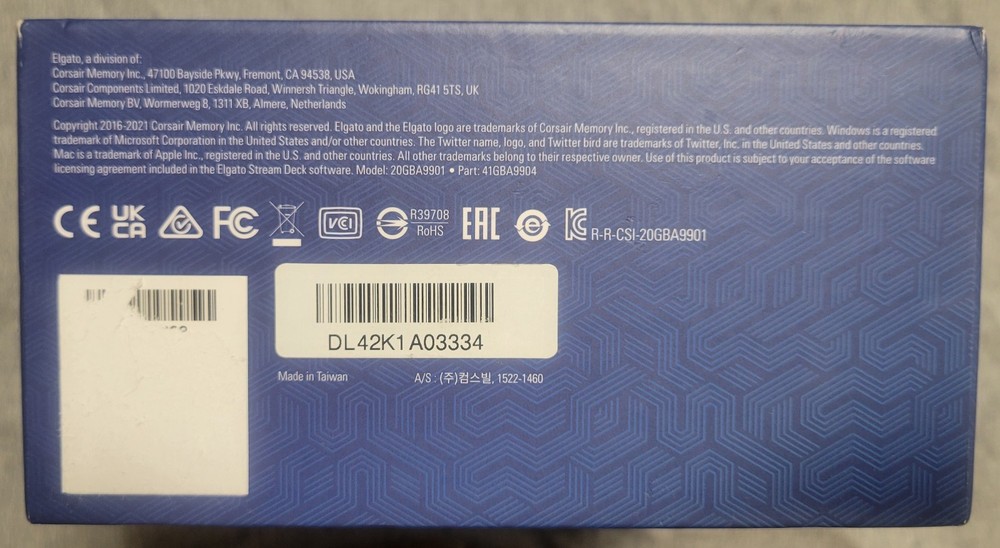 Elgato, a division of:
Corsair Memory Inc., 47100 Bayside Pkwy, Fremont, CA 94538, USA
Corsair Components Limited, 1020 Eskdale Road, Winnersh Triangle, Wokingham, RG41 5TS, UK
Corsair Memory BV, Wormerweg 8, 1311 XB, Almere, Netherlands
Copyright 2016-2021 Corsair Memory Inc. All rights reserved. Elgato and the Elgato logo are trademarks of Corsair Memory Inc., registered in the U.S. and other countries. Windows is a registered
trademark of Microsoft Corporation in the United States and/or other countries. The Twitter name, logo, and Twitter bird are trademarks of Twitter, Inc. in the United States and other countries.
Mac is a trademark of Apple Inc., registered in the U.S. and other countries. All other trademarks belong to their respective owner. Use of this product is subject to your acceptance of the software
licensing agreement included in the Elgato Stream Deck software. Model: 20GBA9901 • Part: 41GBA9904
CE UK CA FC VCI R39708 RoHS EAC e KC R-R-CSI-20GBA9901
DL42K1A03334
Made in Taiwan A/S : (주)컴스빌, 1522-1460